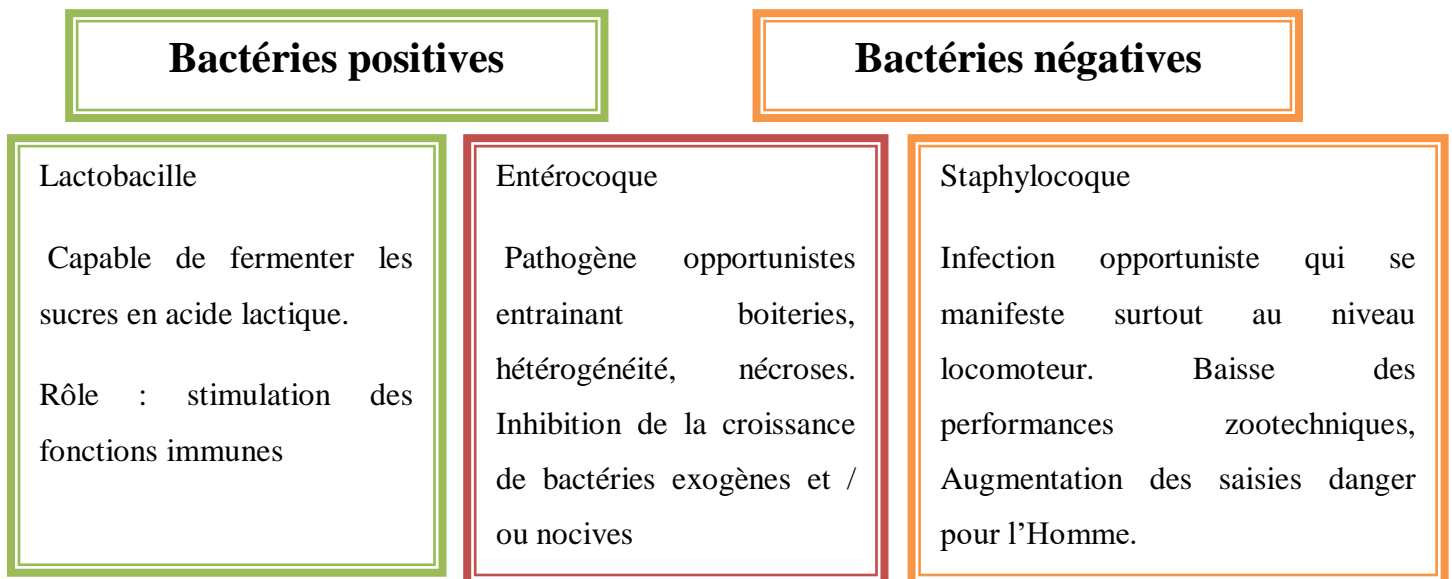 Bactéries positives
Bactéries négatives
Lactobacille
Capable de fermenter les
sucres en acide lactique.
Rôle : stimulation des
fonctions immunes
Entérocoque
Pathogène opportunistes
entrainant boiteries,
hétérogénéité, nécroses.
Inhibition de la croissance
de bactéries exogènes et /
ou nocives
Staphylocoque
Infection opportuniste qui se
manifeste surtout au niveau
locomoteur. Baisse des
performances zootechniques,
Augmentation des saisies danger
pour l’Homme.